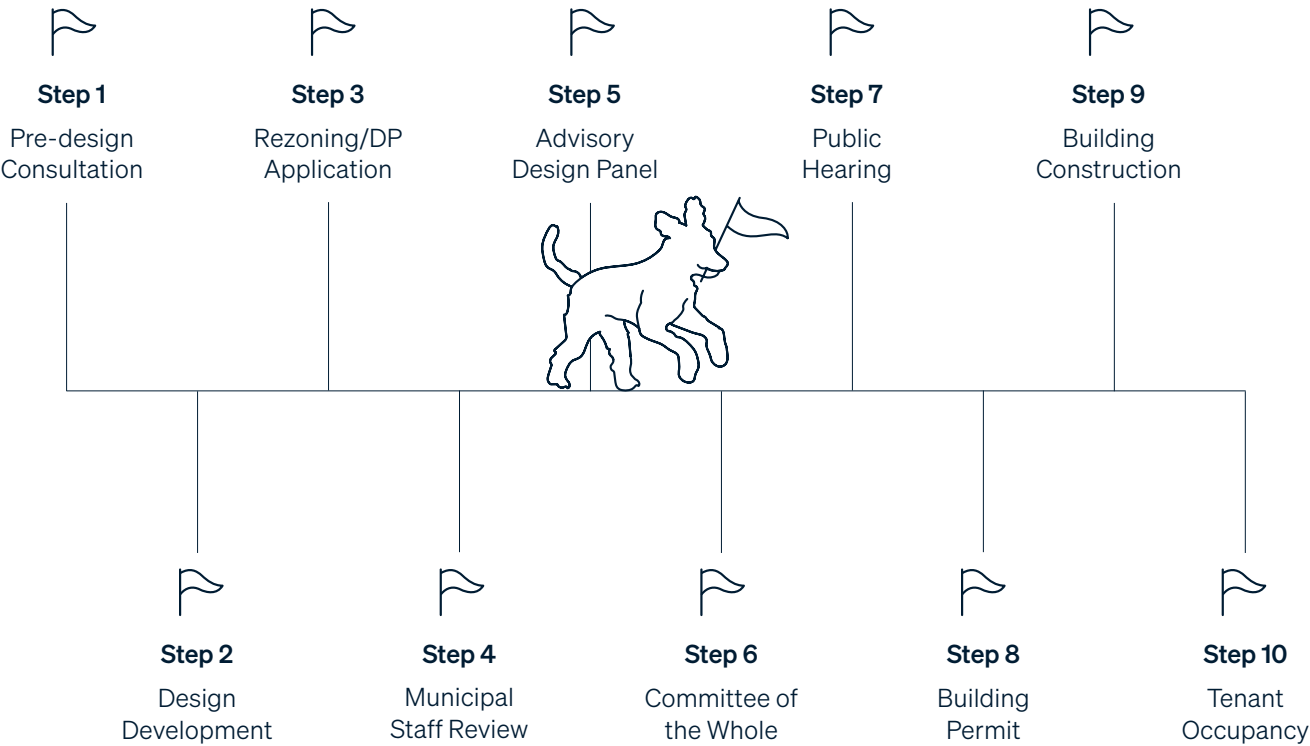 Step 1
Pre-design
Consultation
Step 3
Rezoning/DP
Application
Step 5
Advisory
Design Panel
Step 7
Public
Hearing
Step 9
Building
Construction
Step 2
Design
Development
Step 4
Municipal
Staff Review
Step 6
Committee of
the Whole
Step 8
Building
Permit
Step 10
Tenant
Occupancy